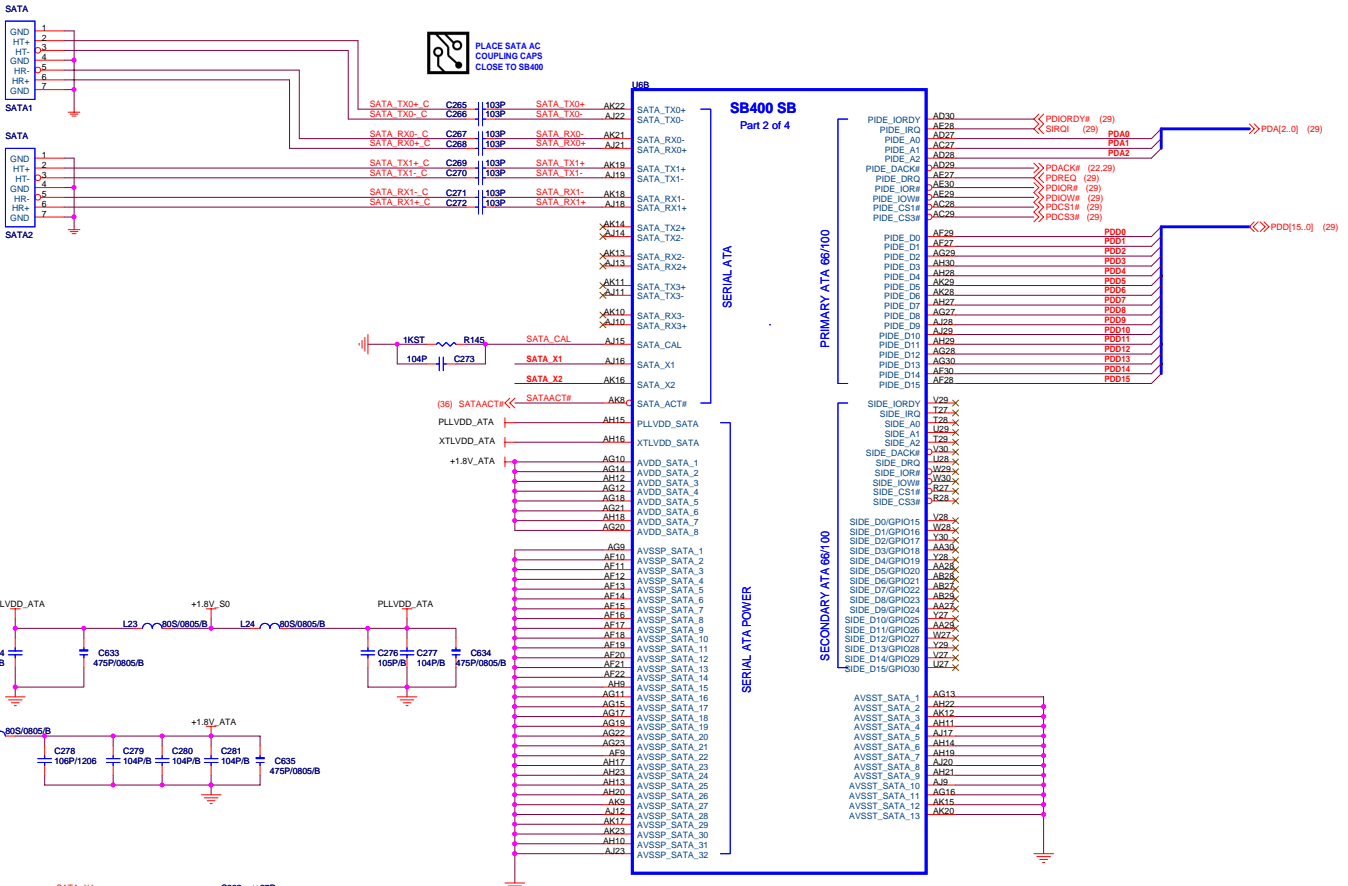 SATA
GND 1
HT+ 2
HT- 3
GND 4
HR- 5
HR+ 6
GND 7
SATA1
SATA
GND 1
HT+ 2
HT- 3
GND 4
HR- 5
HR+ 6
GND 7
SATA2
PLACE SATA AC
COUPLING CAPS
CLOSE TO SB400
SATA_TX0+_C C265 103P SATA_TX0+ AK22
SATA_TX0-_C C266 103P SATA_TX0- AJ22
SATA_RX0-_C C267 103P SATA_RX0- AK21
SATA_RX0+_C C268 103P SATA_RX0+ AJ21
SATA_TX1+_C C269 103P SATA_TX1+ AK19
SATA_TX1-_C C270 103P SATA_TX1- AJ19
SATA_RX1-_C C271 103P SATA_RX1- AK18
SATA_RX1+_C C272 103P SATA_RX1+ AJ18
AK14
AJ14
AK13
AJ13
AK11
AJ11
AK10
AJ10
1KST R145 SATA_CAL AJ15
104P C273
SATA_X1 AJ16
SATA_X2 AK16
(36) SATAACT# SATAACT# AK8
PLLVDD_ATA AH15
XTLVDD_ATA AH16
+1.8V_ATA AG10
AG14
AH12
AG12
AG18
AG21
AH18
AG20
AG9
AF10
AF11
AF12
AF13
AF14
AF15
AF16
AF17
AF18
AF19
AF20
AF21
AF22
AH9
AG11
AG15
AG17
AG19
AG22
AG23
AF9
AH17
AH23
AH13
AH20
AK9
AJ12
AK17
AK23
AH10
AJ23
U6B
SB400 SB
Part 2 of 4
SATA_TX0+
SATA_TX0-
SATA_RX0-
SATA_RX0+
SATA_TX1+
SATA_TX1-
SATA_RX1-
SATA_RX1+
SATA_TX2+
SATA_TX2-
SATA_RX2-
SATA_RX2+
SATA_TX3+
SATA_TX3-
SATA_RX3-
SATA_RX3+
SATA_CAL
SATA_X1
SATA_X2
SATA_ACT#
SERIAL ATA
PLLVDD_SATA
XTLVDD_SATA
AVDD_SATA_1
AVDD_SATA_2
AVDD_SATA_3
AVDD_SATA_4
AVDD_SATA_5
AVDD_SATA_6
AVDD_SATA_7
AVDD_SATA_8
AVSSP_SATA_1
AVSSP_SATA_2
AVSSP_SATA_3
AVSSP_SATA_4
AVSSP_SATA_5
AVSSP_SATA_6
AVSSP_SATA_7
AVSSP_SATA_8
AVSSP_SATA_9
AVSSP_SATA_10
AVSSP_SATA_11
AVSSP_SATA_12
AVSSP_SATA_13
AVSSP_SATA_14
AVSSP_SATA_15
AVSSP_SATA_16
AVSSP_SATA_17
AVSSP_SATA_18
AVSSP_SATA_19
AVSSP_SATA_20
AVSSP_SATA_21
AVSSP_SATA_22
AVSSP_SATA_23
AVSSP_SATA_24
AVSSP_SATA_25
AVSSP_SATA_26
AVSSP_SATA_27
AVSSP_SATA_28
AVSSP_SATA_29
AVSSP_SATA_30
AVSSP_SATA_31
AVSSP_SATA_32
SERIAL ATA POWER
PRIMARY ATA 66/100
PIDE_IORDY AD30 PDIORDY# (29)
PIDE_IRQ AE28 SIRQI (29)
PIDE_A0 AD27 PDA0
PIDE_A1 AC27 PDA1
PIDE_A2 AD28 PDA2
PDA[2..0] (29)
PIDE_DACK# AD29 PDACK# (22,29)
PIDE_DRQ AE27 PDREQ (29)
PIDE_IOR# AE30 PDIOR# (29)
PIDE_IOW# AE29 PDIOW# (29)
PIDE_CS1# AC28 PDCS1# (29)
PIDE_CS3# AC29 PDCS3# (29)
PIDE_D0 AF29 PDD0
PIDE_D1 AF27 PDD1
PIDE_D2 AG29 PDD2
PIDE_D3 AH30 PDD3
PIDE_D4 AH28 PDD4
PIDE_D5 AK29 PDD5
PIDE_D6 AK28 PDD6
PIDE_D7 AH27 PDD7
PIDE_D8 AG27 PDD8
PIDE_D9 AJ28 PDD9
PIDE_D10 AJ29 PDD10
PIDE_D11 AH29 PDD11
PIDE_D12 AG28 PDD12
PIDE_D13 AG30 PDD13
PIDE_D14 AF30 PDD14
PIDE_D15 AF28 PDD15
PDD[15..0] (29)
SECONDARY ATA 66/100
SIDE_IORDY V29
SIDE_IRQ T27
SIDE_A0 T28
SIDE_A1 U29
SIDE_A2 T29
SIDE_DACK# V30
SIDE_DRQ U28
SIDE_IOR# W29
SIDE_IOW# W30
SIDE_CS1# R27
SIDE_CS3# R28
SIDE_D0/GPIO15 V28
SIDE_D1/GPIO16 W28
SIDE_D2/GPIO17 Y30
SIDE_D3/GPIO18 AA30
SIDE_D4/GPIO19 Y28
SIDE_D5/GPIO20 AA28
SIDE_D6/GPIO21 AB28
SIDE_D7/GPIO22 AB27
SIDE_D8/GPIO23 AB29
SIDE_D9/GPIO24 AA27
SIDE_D10/GPIO25 Y27
SIDE_D11/GPIO26 AA29
SIDE_D12/GPIO27 W27
SIDE_D13/GPIO28 Y29
SIDE_D14/GPIO29 V27
SIDE_D15/GPIO30 U27
AVSST_SATA_1 AG13
AVSST_SATA_2 AH22
AVSST_SATA_3 AK12
AVSST_SATA_4 AH11
AVSST_SATA_5 AJ17
AVSST_SATA_6 AH14
AVSST_SATA_7 AH19
AVSST_SATA_8 AJ20
AVSST_SATA_9 AH21
AVSST_SATA_10 AJ9
AVSST_SATA_11 AG16
AVSST_SATA_12 AK15
AVSST_SATA_13 AK20
LVDD_ATA +1.8V_S0 PLLVDD_ATA
L23 80S/0805/B L24 80S/0805/B
C633
475P/0805/B
C276
105P/B
C277
104P/B
C634
475P/0805/B
80S/0805/B
+1.8V_ATA
C278
106P/1206
C279
104P/B
C280
104P/B
C281
104P/B
C635
475P/0805/B